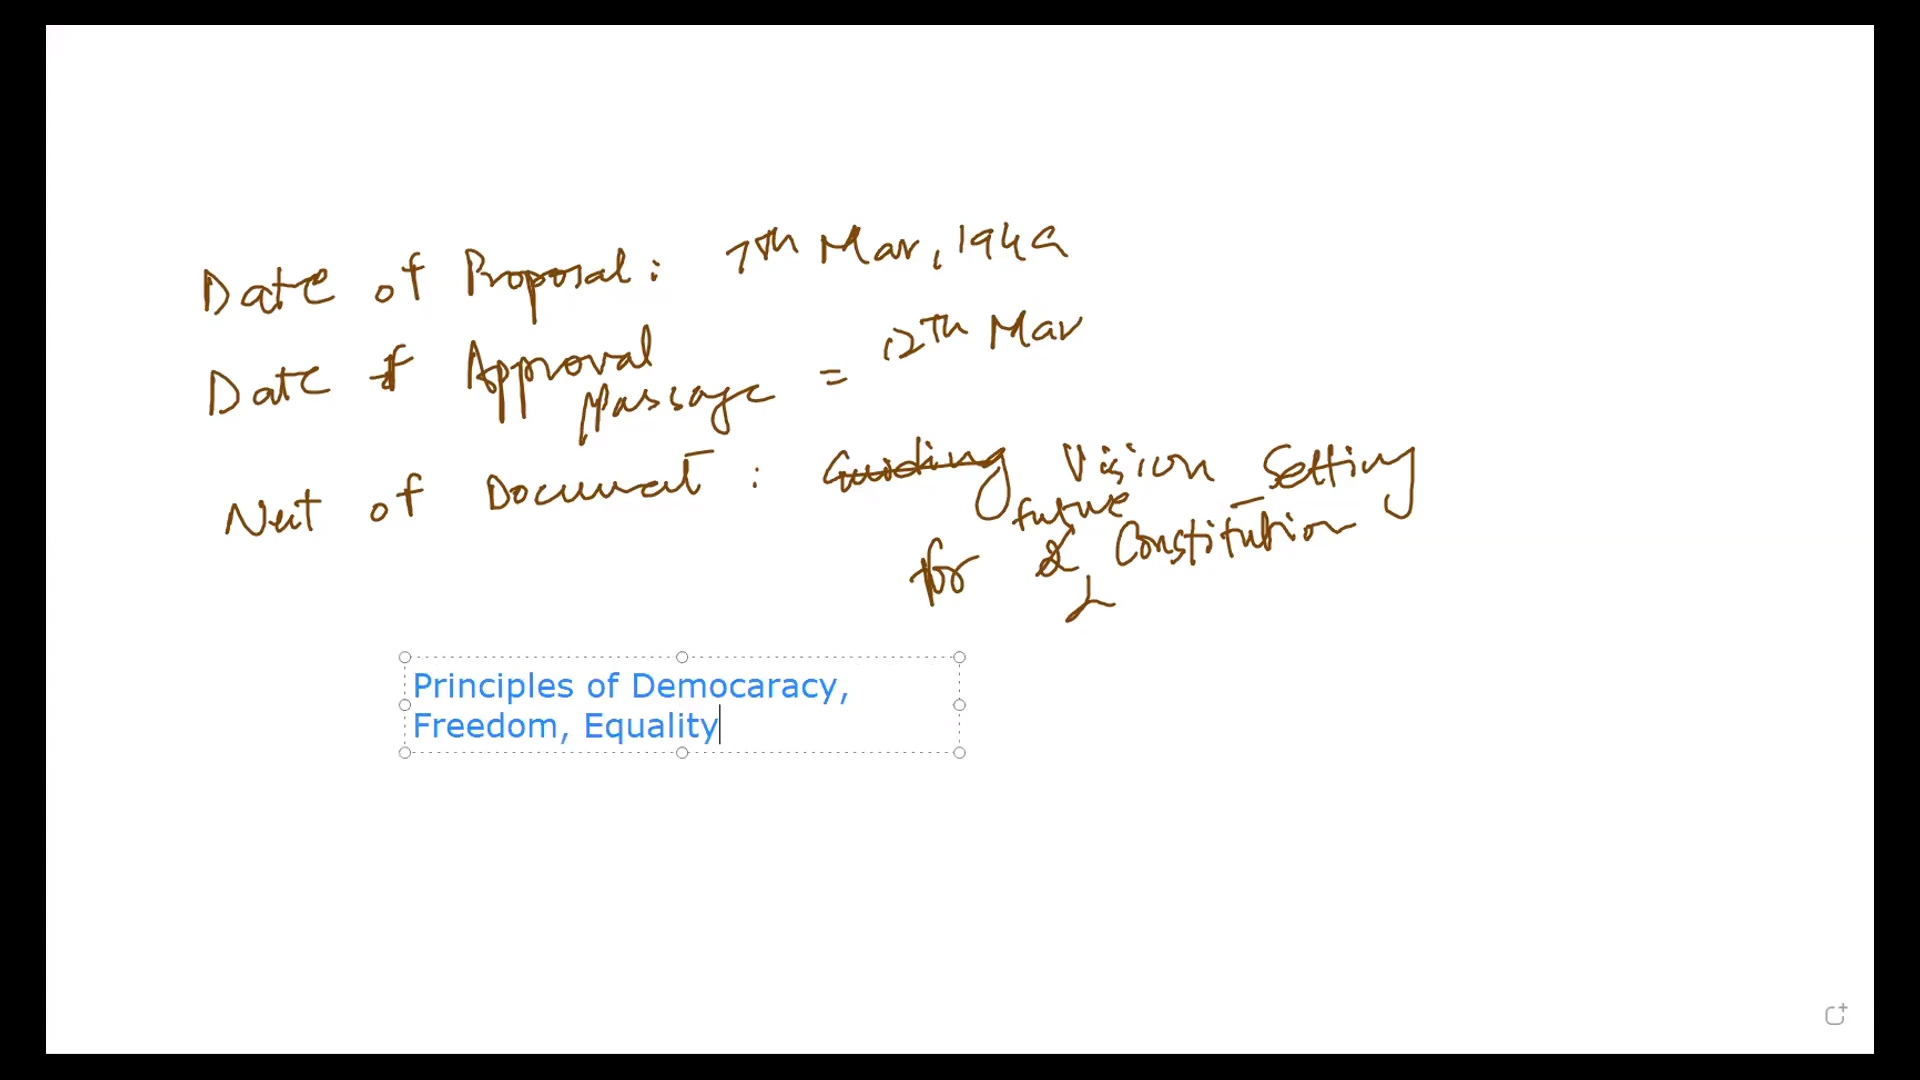 Date of Proposal: 7th Mar, 1949
Date of Approval = 12th Mar
Passage
of Document : Guiding Vision Setting
for future Constitution
Principles of Democaracy,
Freedom, Equality